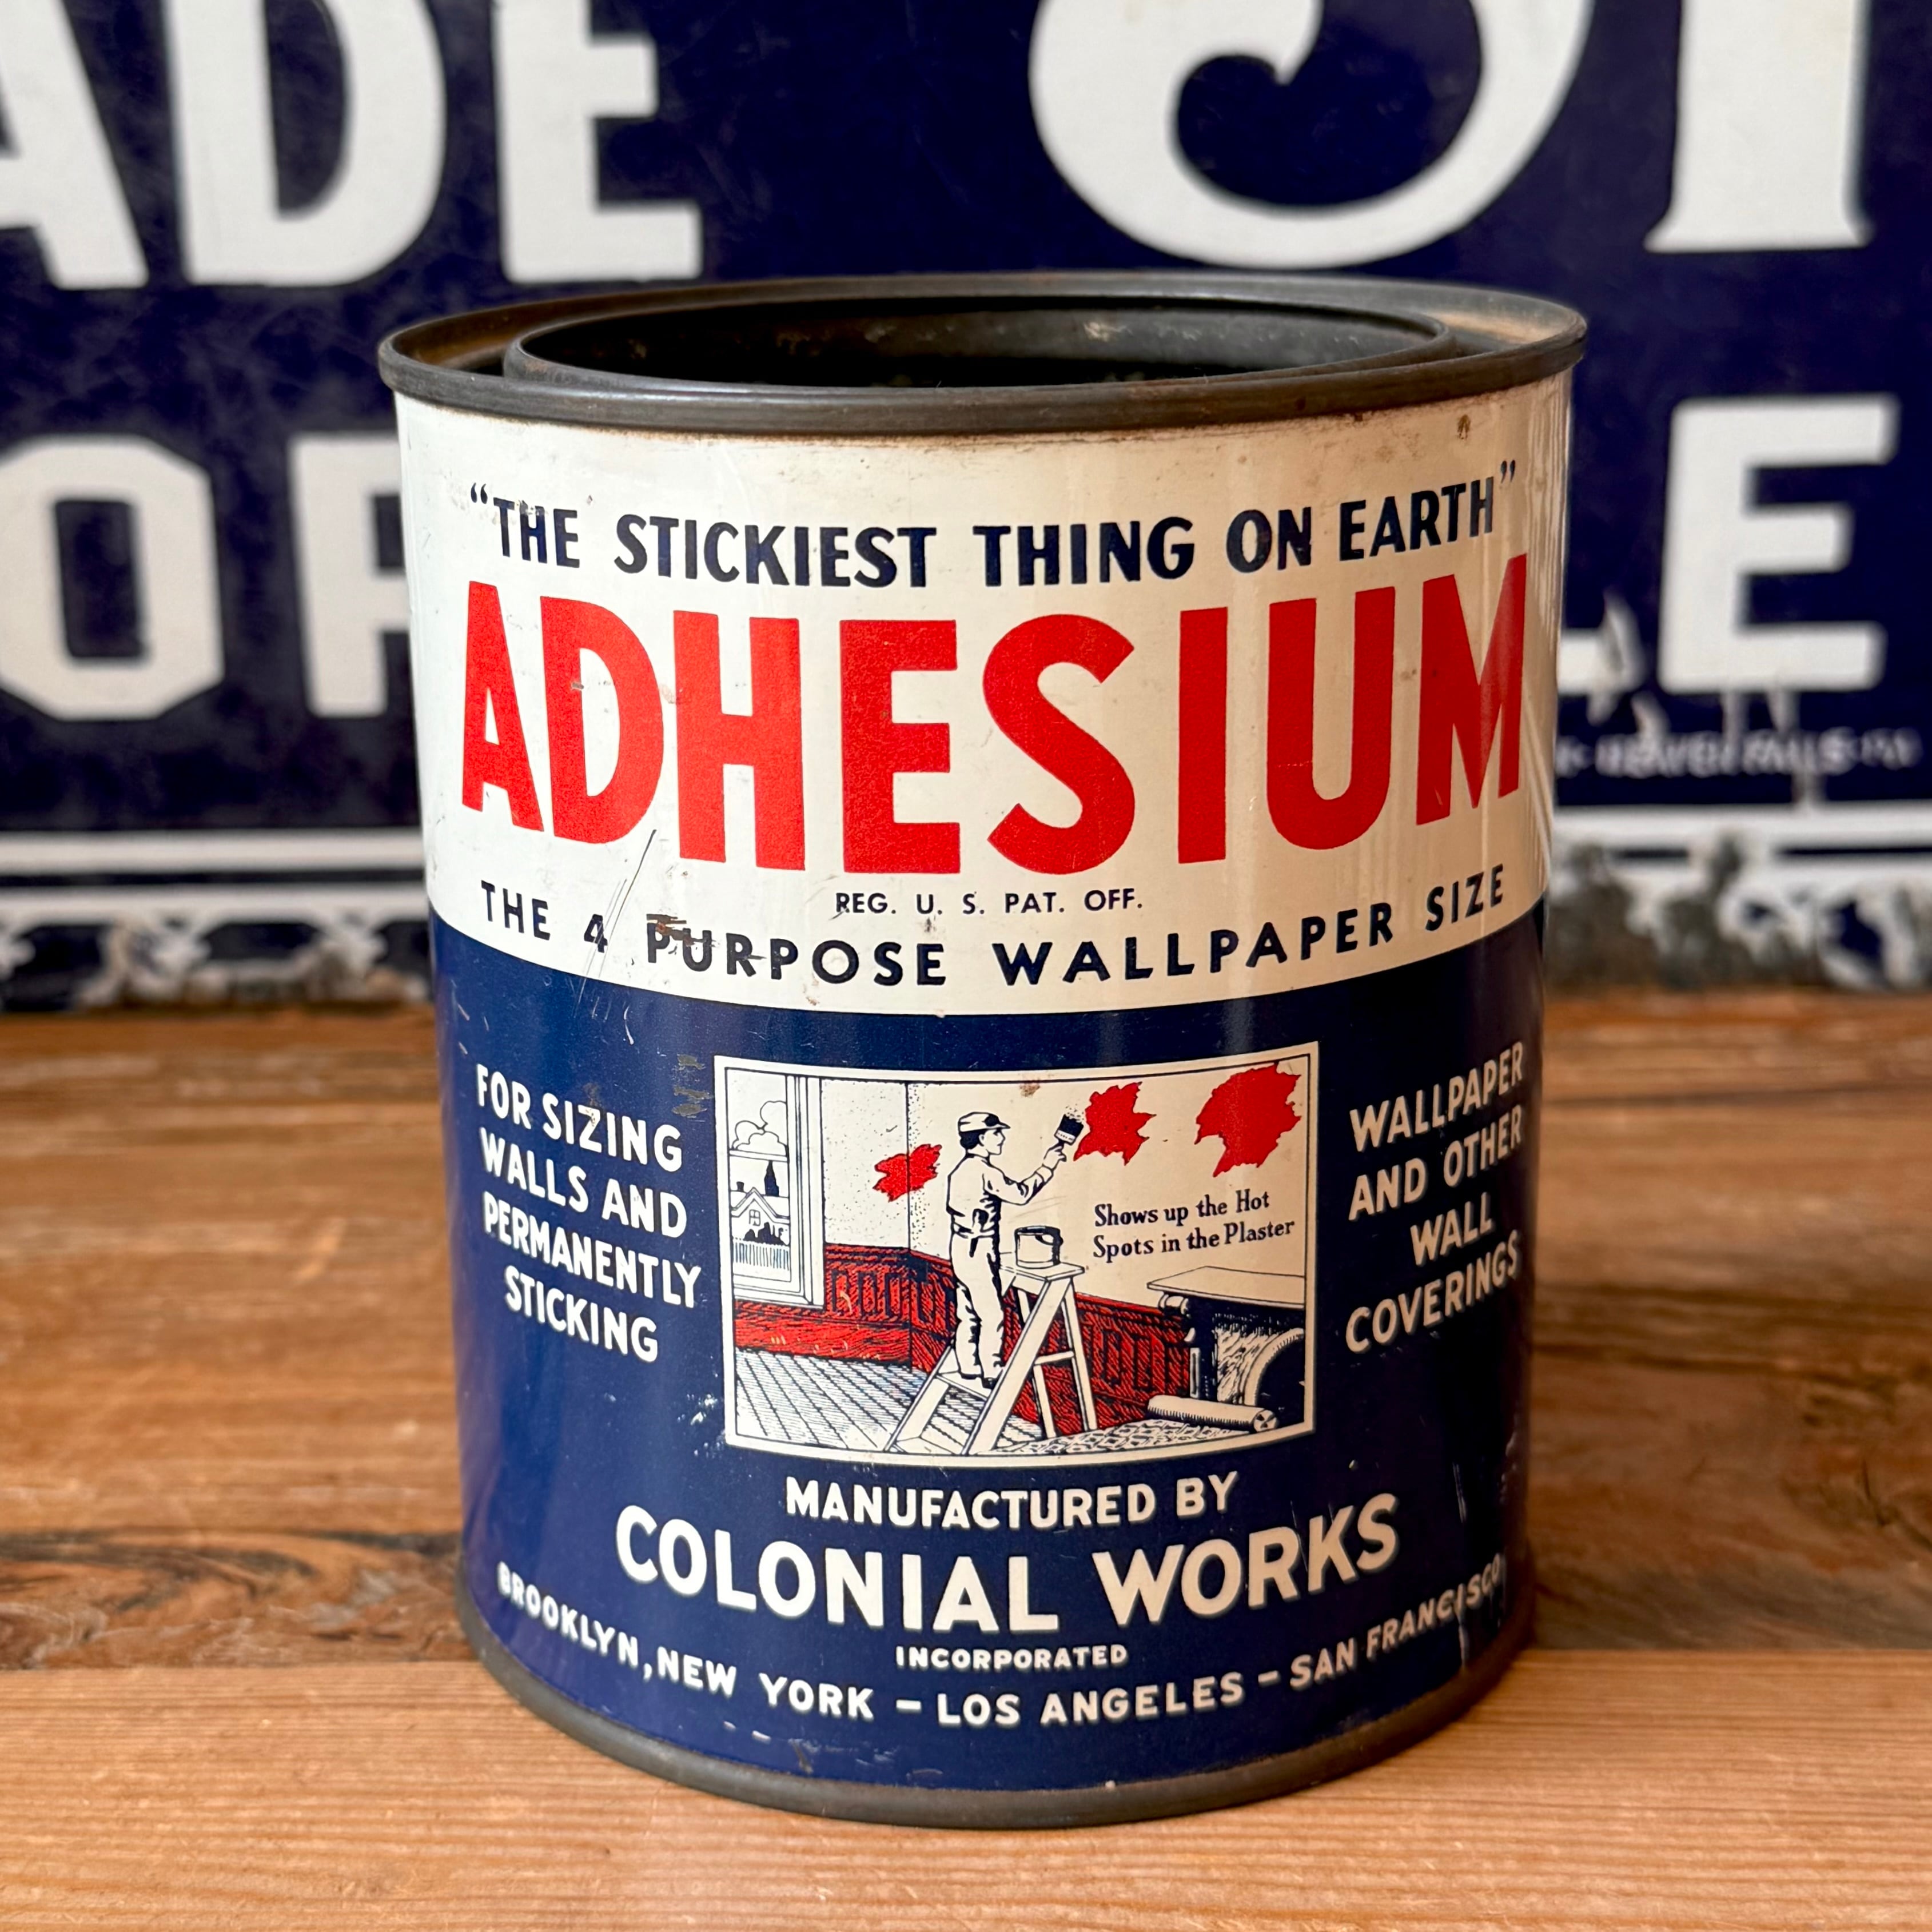 ADE
"THE STICKIEST THING ON EARTH"
ADHESIUM
REG. U. S. PAT. OFF.
THE 4 PURPOSE WALLPAPER SIZE
FOR SIZING
WALLS AND
PERMANENTLY
STICKING
Shows up the Hot
Spots in the Plaster
WALLPAPER
AND OTHER
WALL
COVERINGS
MANUFACTURED BY
COLONIAL WORKS
INCORPORATED
BROOKLYN, NEW YORK – LOS ANGELES – SAN FRANCISCO